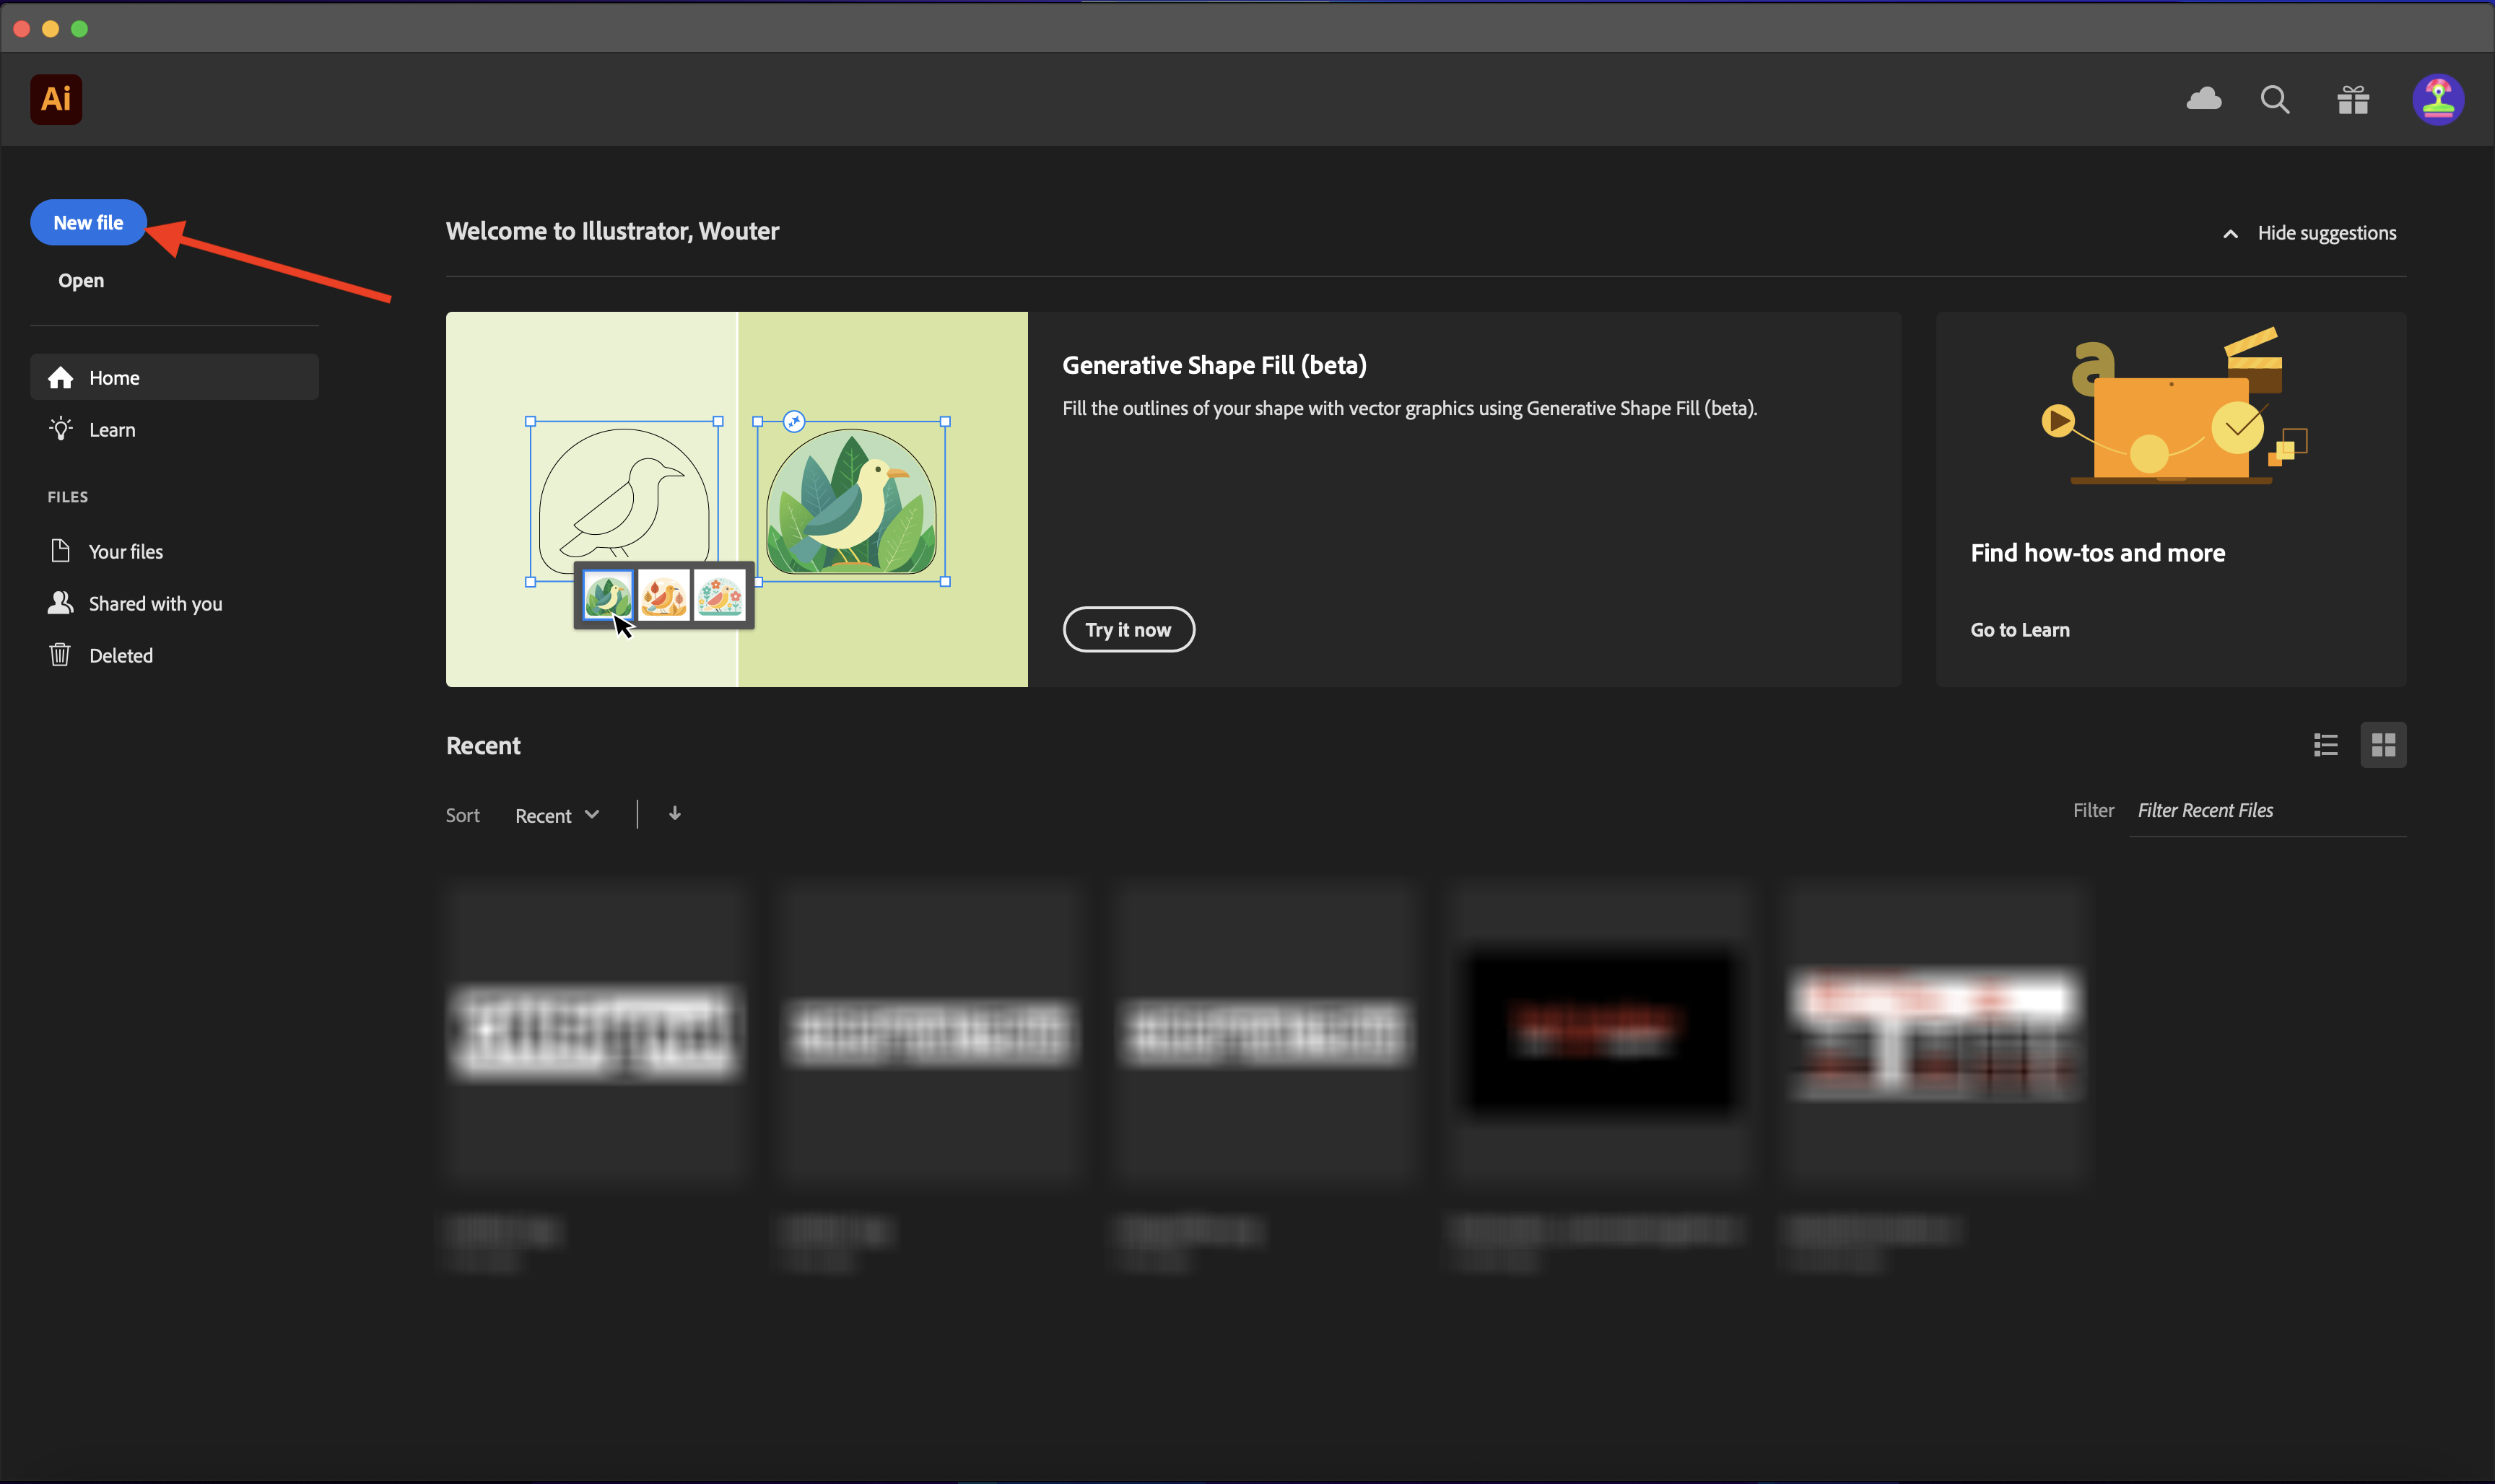 Ai
New file
Open
Home
Learn
FILES
Your files
Shared with you
Deleted
Welcome to Illustrator, Wouter
Hide suggestions
Generative Shape Fill (beta)
Fill the outlines of your shape with vector graphics using Generative Shape Fill (beta).
Try it now
a
Find how-tos and more
Go to Learn
Recent
Sort Recent
Filter Filter Recent Files